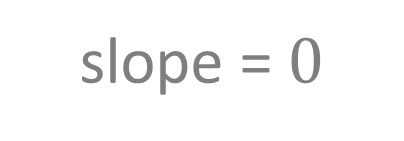 slope = 0